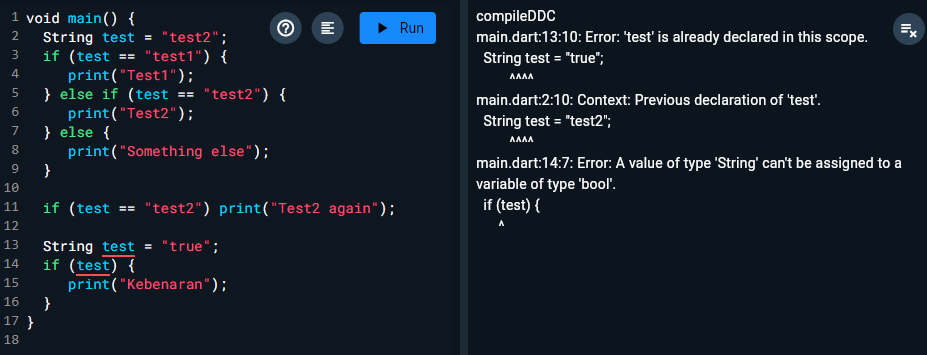 1 void main() {
2 String test = "test2";
Run
3 if (test == "test1") {
4 print("Test1");
5 } else if (test == "test2") {
6 print("Test2");
7 } else {
8 print("Something else");
9 }
10
11 if (test == "test2") print("Test2 again");
12
13 String test = "true";
14 if (test) {
15 print("Kebenaran");
16 }
17 }
18
compileDDC
main.dart:13:10: Error: 'test' is already declared in this scope.
String test = "true";
^^^^
main.dart:2:10: Context: Previous declaration of 'test'.
String test = "test2";
^^^^
main.dart:14:7: Error: A value of type 'String' can't be assigned to a
variable of type 'bool'.
if (test) {
^